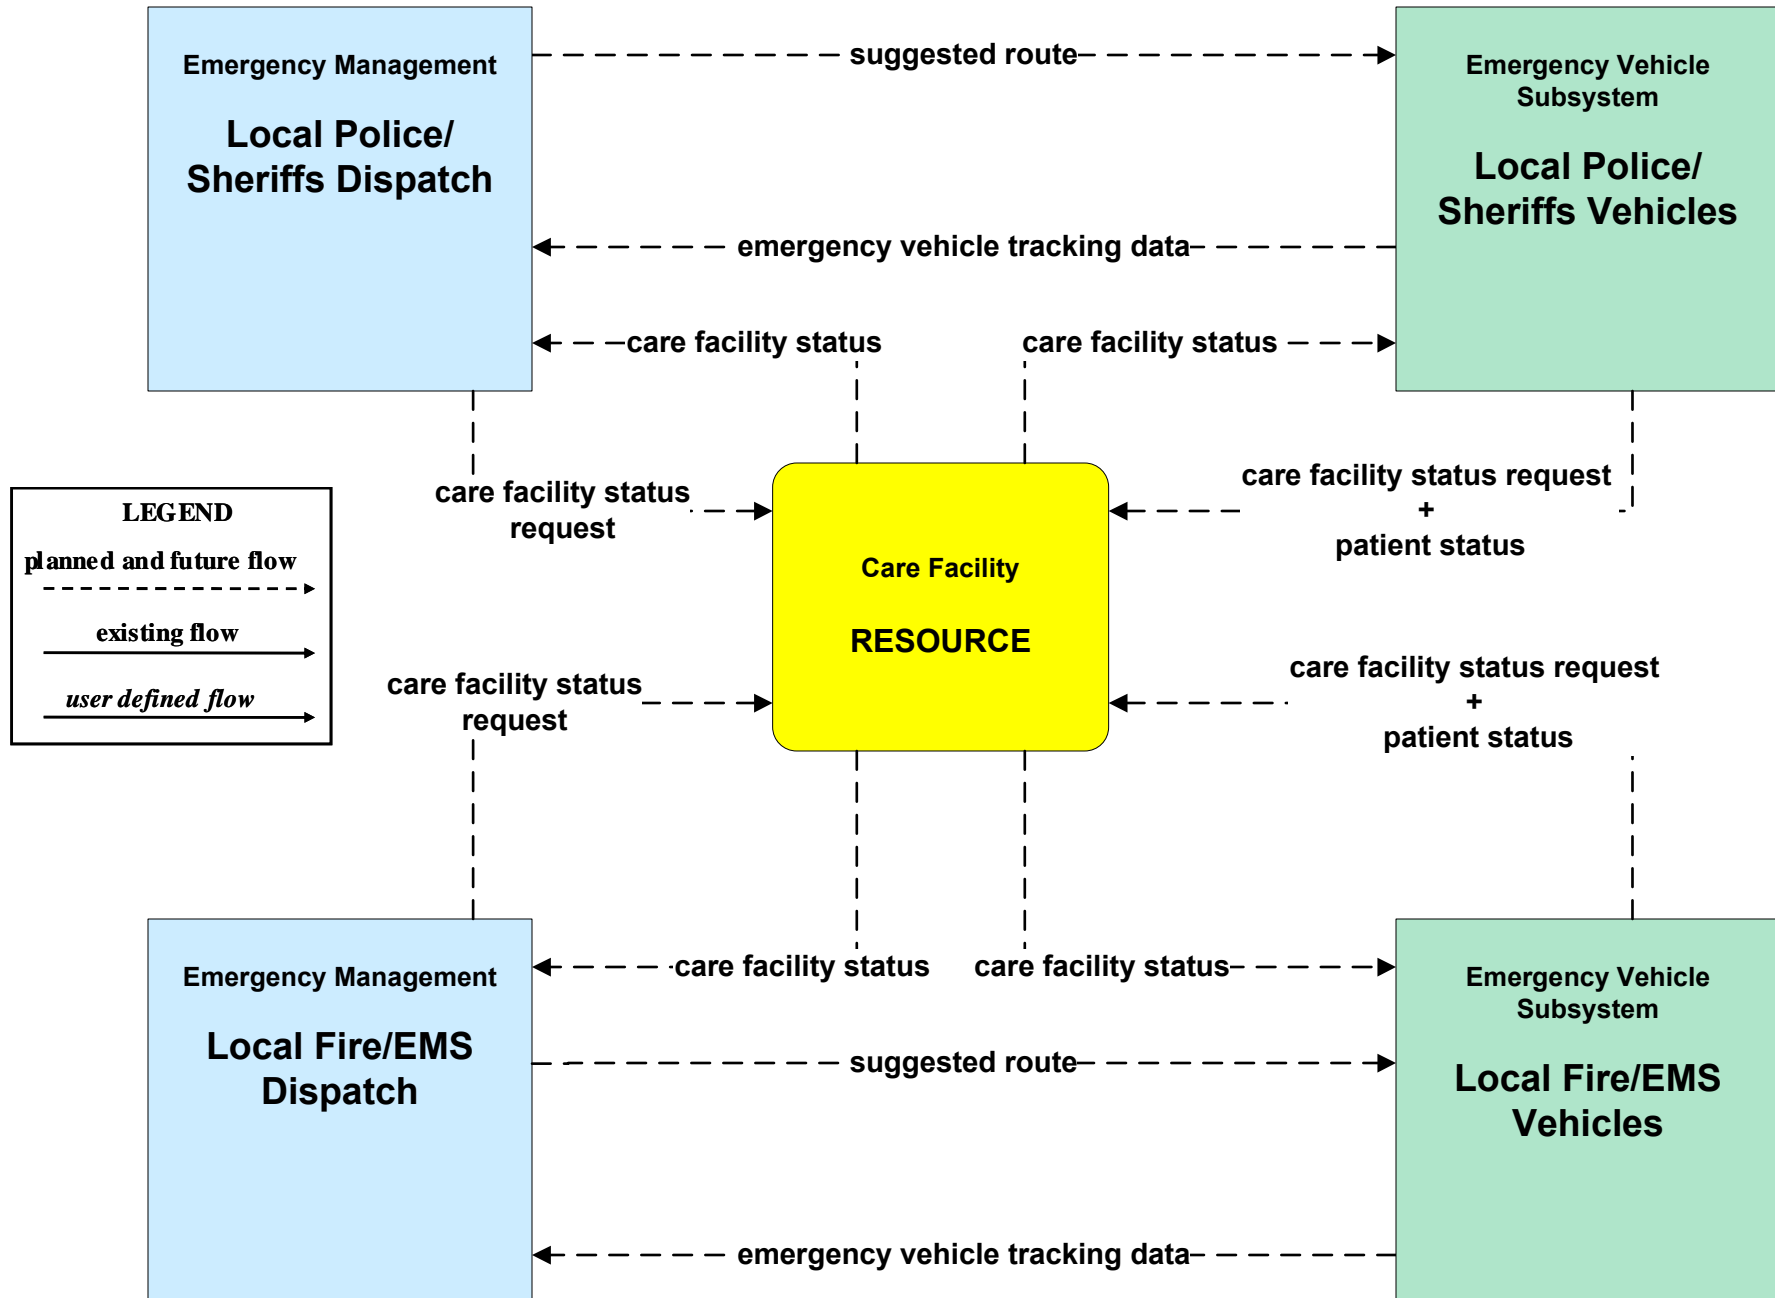 Emergency Management
Local Police/
Sheriffs Dispatch
suggested route
Emergency Vehicle
Subsystem
Local Police/
Sheriffs Vehicles
emergency vehicle tracking data
care facility status
care facility status
care facility status
request
care facility status request
+
patient status
LEGEND
planned and future flow
existing flow
user defined flow
Care Facility
RESOURCE
care facility status
request
care facility status request
+
patient status
Emergency Management
Local Fire/EMS
Dispatch
care facility status
care facility status
Emergency Vehicle
Subsystem
Local Fire/EMS
Vehicles
suggested route
emergency vehicle tracking data